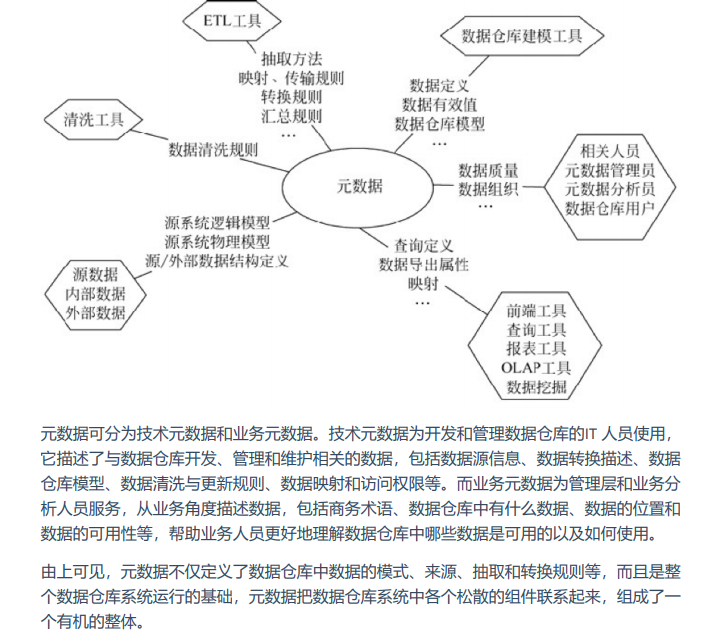 ETL工具
抽取方法
映射、传输规则
转换规则
汇总规则
…
数据仓库建模工具
数据定义
数据有效值
数据仓库模型
…
清洗工具
数据清洗规则
元数据
数据质量
数据组织
…
相关人员
元数据管理员
元数据分析员
数据仓库用户
源系统逻辑模型
源系统物理模型
源/外部数据结构定义
源数据
内部数据
外部数据
查询定义
数据导出属性
映射
…
前端工具
查询工具
报表工具
OLAP工具
数据挖掘
元数据可分为技术元数据和业务元数据。技术元数据为开发和管理数据仓库的IT 人员使用，
它描述了与数据仓库开发、管理和维护相关的数据，包括数据源信息、数据转换描述、数据
仓库模型、数据清洗与更新规则、数据映射和访问权限等。而业务元数据为管理层和业务分
析人员服务，从业务角度描述数据，包括商务术语、数据仓库中有什么数据、数据的位置和
数据的可用性等，帮助业务人员更好地理解数据仓库中哪些数据是可用的以及如何使用。
由上可见，元数据不仅定义了数据仓库中数据的模式、来源、抽取和转换规则等，而且是整
个数据仓库系统运行的基础，元数据把数据仓库系统中各个松散的组件联系起来，组成了一
个有机的整体。